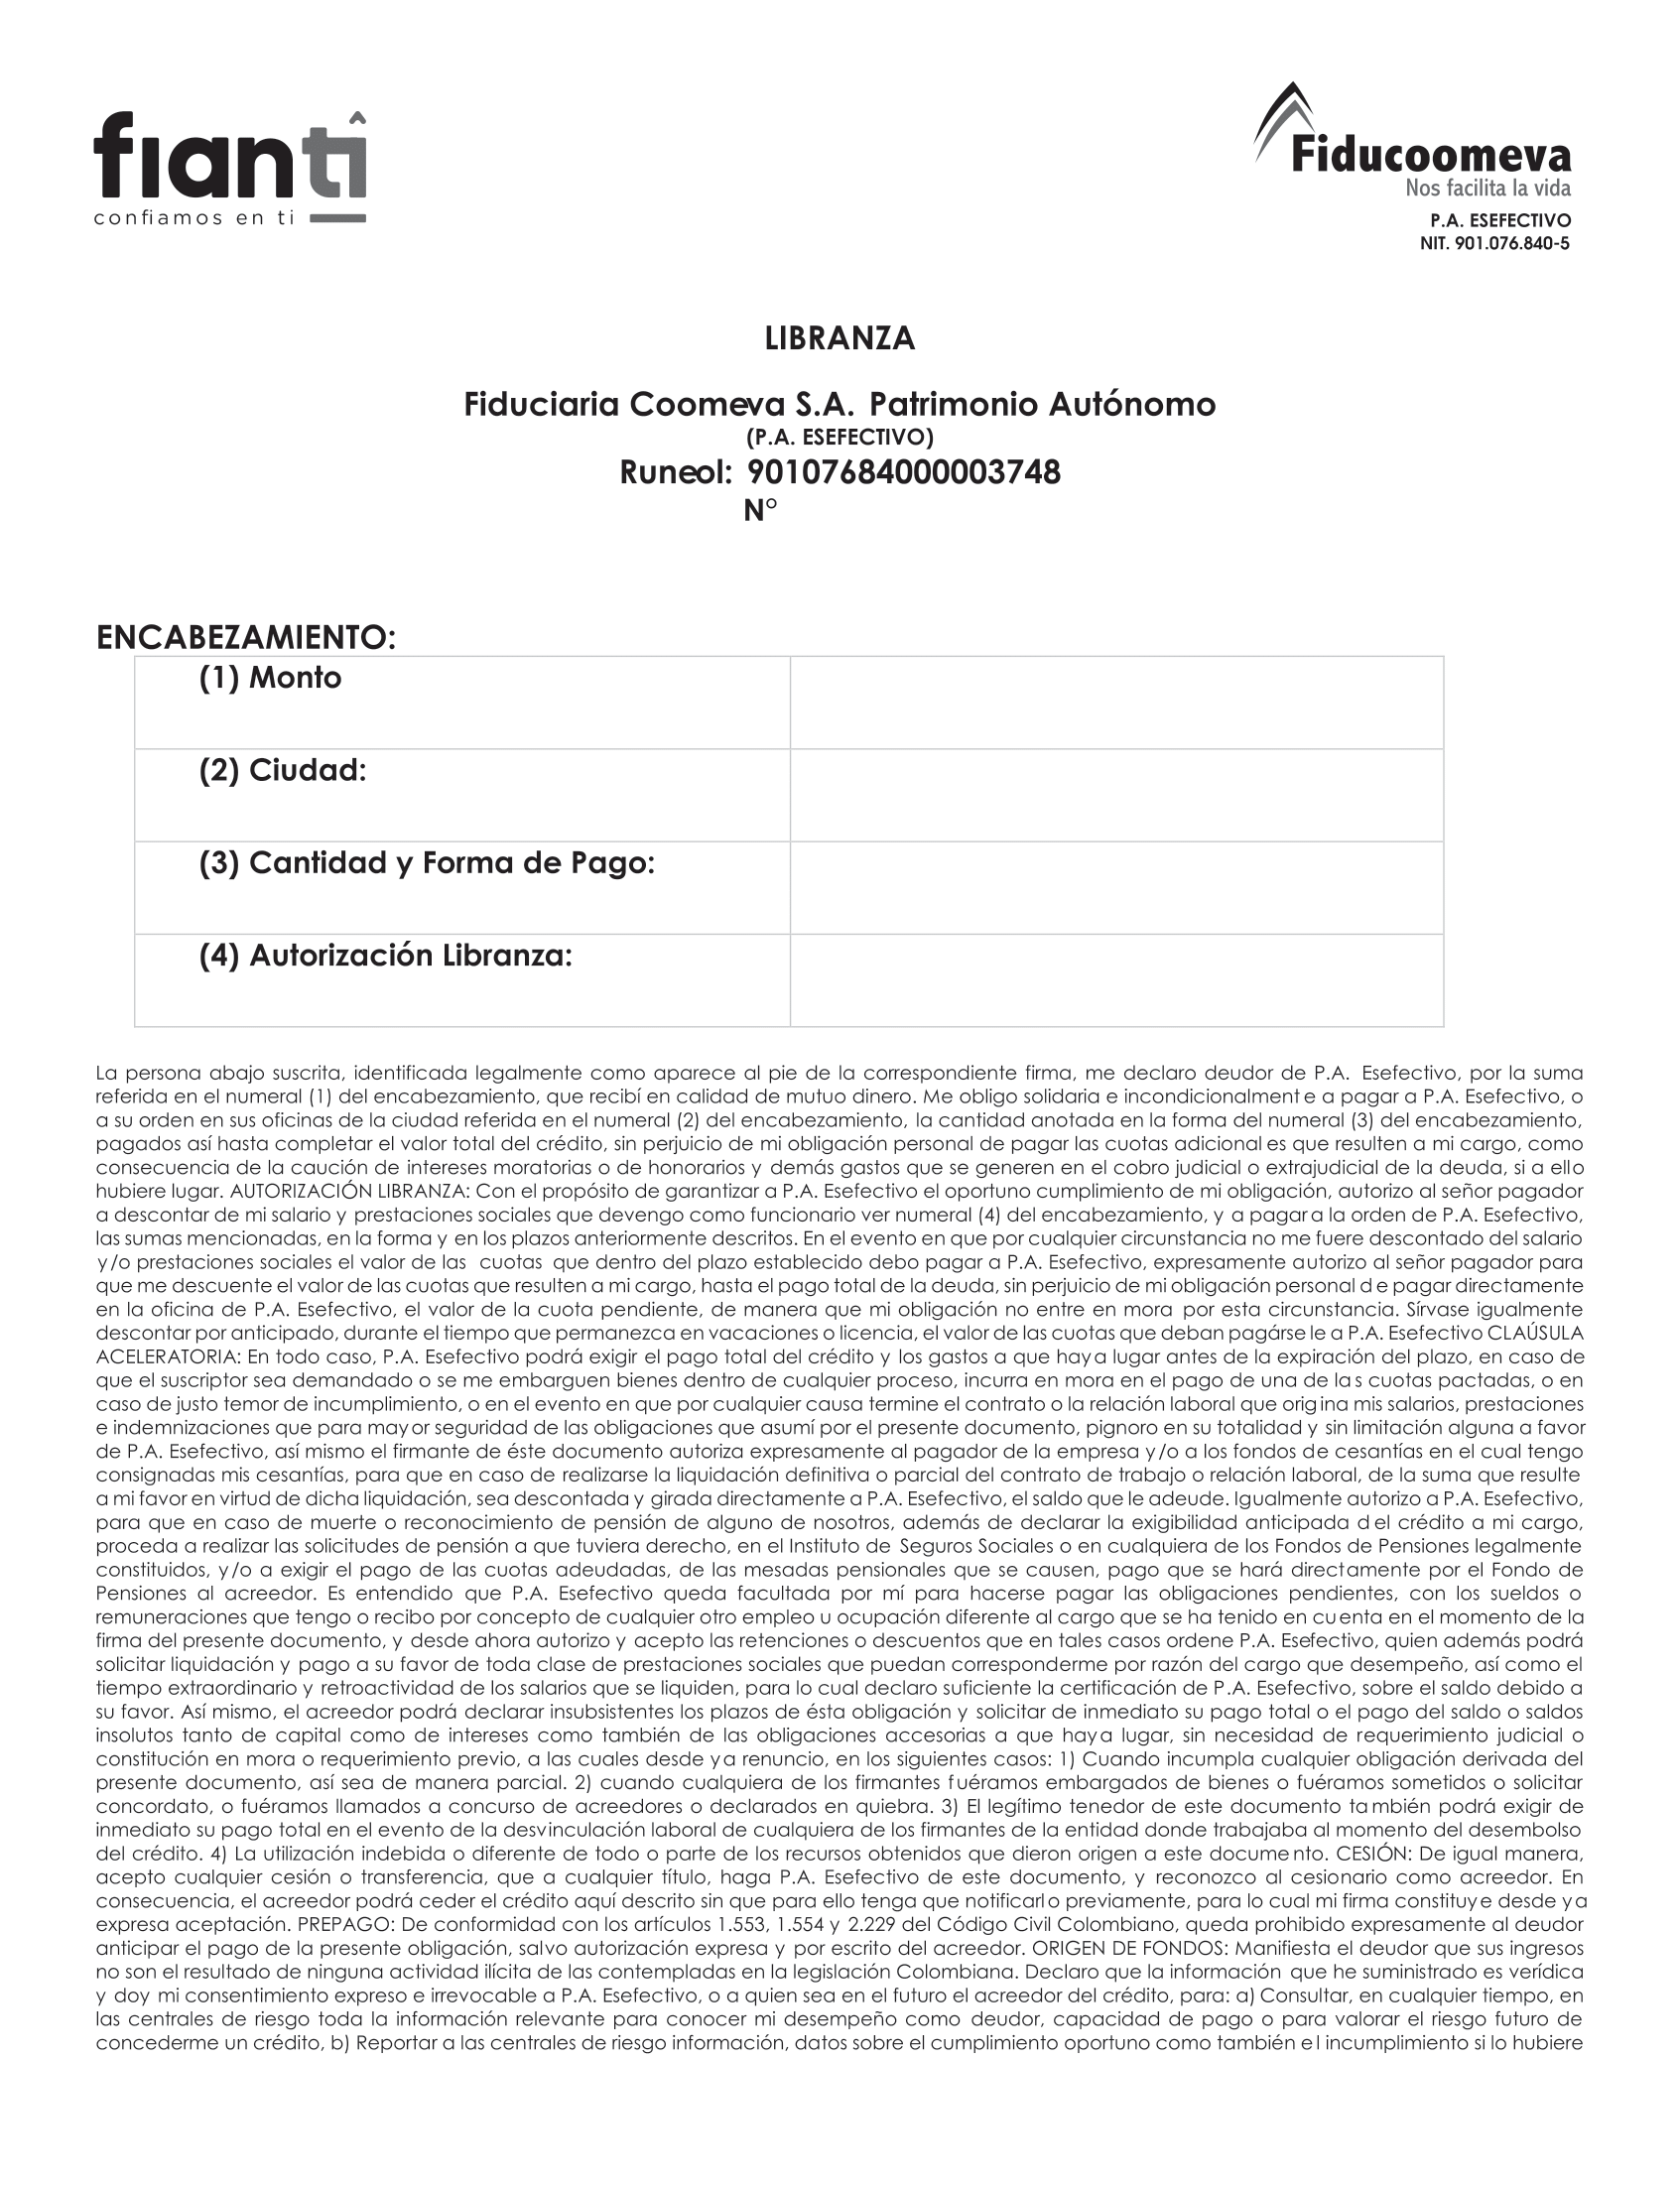 fianti
confiamos en ti
Fiducoomeva
Nos facilita la vida
P.A. ESEFECTIVO
NIT. 901.076.840-5
LIBRANZA
Fiduciaria Coomeva S.A. Patrimonio Autónomo
(P.A. ESEFECTIVO)
Runeol: 90107684000003748
N°
ENCABEZAMIENTO:
(1) Monto
(2) Ciudad:
(3) Cantidad y Forma de Pago:
(4) Autorización Libranza:
La persona abajo suscrita, identificada legalmente como aparece al pie de la correspondiente firma, me declaro deudor de P.A. Esefectivo, por la suma
referida en el numeral (1) del encabezamiento, que recibí en calidad de mutuo dinero. Me obligo solidaria e incondicionalmente a pagar a P.A. Esefectivo, o
a su orden en sus oficinas de la ciudad referida en el numeral (2) del encabezamiento, la cantidad anotada en la forma del numeral (3) del encabezamiento,
pagados así hasta completar el valor total del crédito, sin perjuicio de mi obligación personal de pagar las cuotas adicionales que resulten a mi cargo, como
consecuencia de la caución de intereses moratorias o de honorarios y demás gastos que se generen en el cobro judicial o extrajudicial de la deuda, si a ello
hubiere lugar. AUTORIZACIÓN LIBRANZA: Con el propósito de garantizar a P.A. Esefectivo el oportuno cumplimiento de mi obligación, autorizo al señor pagador
a descontar de mi salario y prestaciones sociales que devengo como funcionario ver numeral (4) del encabezamiento, y a pagar a la orden de P.A. Esefectivo,
las sumas mencionadas, en la forma y en los plazos anteriormente descritos. En el evento en que por cualquier circunstancia no me fuere descontado del salario
y/o prestaciones sociales el valor de las cuotas que dentro del plazo establecido debo pagar a P.A. Esefectivo, expresamente autorizo al señor pagador para
que me descuente el valor de las cuotas que resulten a mi cargo, hasta el pago total de la deuda, sin perjuicio de mi obligación personal de pagar directamente
en la oficina de P.A. Esefectivo, el valor de la cuota pendiente, de manera que mi obligación no entre en mora por esta circunstancia. Sírvase igualmente
descontar por anticipado, durante el tiempo que permanezca en vacaciones o licencia, el valor de las cuotas que deban pagársele a P.A. Esefectivo CLAÚSULA
ACELERATORIA: En todo caso, P.A. Esefectivo podrá exigir el pago total del crédito y los gastos a que haya lugar antes de la expiración del plazo, en caso de
que el suscriptor sea demandado o se me embarguen bienes dentro de cualquier proceso, incurra en mora en el pago de una de las cuotas pactadas, o en
caso de justo temor de incumplimiento, o en el evento en que por cualquier causa termine el contrato o la relación laboral que origina mis salarios, prestaciones
e indemnizaciones que para mayor seguridad de las obligaciones que asumí por el presente documento, pignoro en su totalidad y sin limitación alguna a favor
de P.A. Esefectivo, así mismo el firmante de éste documento autoriza expresamente al pagador de la empresa y/o a los fondos de cesantías en el cual tengo
consignadas mis cesantías, para que en caso de realizarse la liquidación definitiva o parcial del contrato de trabajo o relación laboral, de la suma que resulte
a mi favor en virtud de dicha liquidación, sea descontada y girada directamente a P.A. Esefectivo, el saldo que le adeude. Igualmente autorizo a P.A. Esefectivo,
para que en caso de muerte o reconocimiento de pensión de alguno de nosotros, además de declarar la exigibilidad anticipada del crédito a mi cargo,
proceda a realizar las solicitudes de pensión a que tuviera derecho, en el Instituto de Seguros Sociales o en cualquiera de los Fondos de Pensiones legalmente
constituidos, y/o a exigir el pago de las cuotas adeudadas, de las mesadas pensionales que se causen, pago que se hará directamente por el Fondo de
Pensiones al acreedor. Es entendido que P.A. Esefectivo queda facultada por mí para hacerse pagar las obligaciones pendientes, con los sueldos o
remuneraciones que tengo o recibo por concepto de cualquier otro empleo u ocupación diferente al cargo que se ha tenido en cuenta en el momento de la
firma del presente documento, y desde ahora autorizo y acepto las retenciones o descuentos que en tales casos ordene P.A. Esefectivo, quien además podrá
solicitar liquidación y pago a su favor de toda clase de prestaciones sociales que puedan corresponderme por razón del cargo que desempeño, así como el
tiempo extraordinario y retroactividad de los salarios que se liquiden, para lo cual declaro suficiente la certificación de P.A. Esefectivo, sobre el saldo debido a
su favor. Así mismo, el acreedor podrá declarar insubsistentes los plazos de ésta obligación y solicitar de inmediato su pago total o el pago del saldo o saldos
insolutos tanto de capital como de intereses como también de las obligaciones accesorias a que haya lugar, sin necesidad de requerimiento judicial o
constitución en mora o requerimiento previo, a las cuales desde ya renuncio, en los siguientes casos: 1) Cuando incumpla cualquier obligación derivada del
presente documento, así sea de manera parcial. 2) cuando cualquiera de los firmantes fuéramos embargados de bienes o fuéramos sometidos o solicitar
concordato, o fuéramos llamados a concurso de acreedores o declarados en quiebra. 3) El legítimo tenedor de este documento también podrá exigir de
inmediato su pago total en el evento de la desvinculación laboral de cualquiera de los firmantes de la entidad donde trabajaba al momento del desembolso
del crédito. 4) La utilización indebida o diferente de todo o parte de los recursos obtenidos que dieron origen a este documento. CESIÓN: De igual manera,
acepto cualquier cesión o transferencia, que a cualquier título, haga P.A. Esefectivo de este documento, y reconozco al cesionario como acreedor. En
consecuencia, el acreedor podrá ceder el crédito aquí descrito sin que para ello tenga que notificarlo previamente, para lo cual mi firma constituye desde ya
expresa aceptación. PREPAGO: De conformidad con los artículos 1.553, 1.554 y 2.229 del Código Civil Colombiano, queda prohibido expresamente al deudor
anticipar el pago de la presente obligación, salvo autorización expresa y por escrito del acreedor. ORIGEN DE FONDOS: Manifiesta el deudor que sus ingresos
no son el resultado de ninguna actividad ilícita de las contempladas en la legislación Colombiana. Declaro que la información que he suministrado es verídica
y doy mi consentimiento expreso e irrevocable a P.A. Esefectivo, o a quien sea en el futuro el acreedor del crédito, para: a) Consultar, en cualquier tiempo, en
las centrales de riesgo toda la información relevante para conocer mi desempeño como deudor, capacidad de pago o para valorar el riesgo futuro de
concederme un crédito, b) Reportar a las centrales de riesgo información, datos sobre el cumplimiento oportuno como también el incumplimiento si lo hubiere